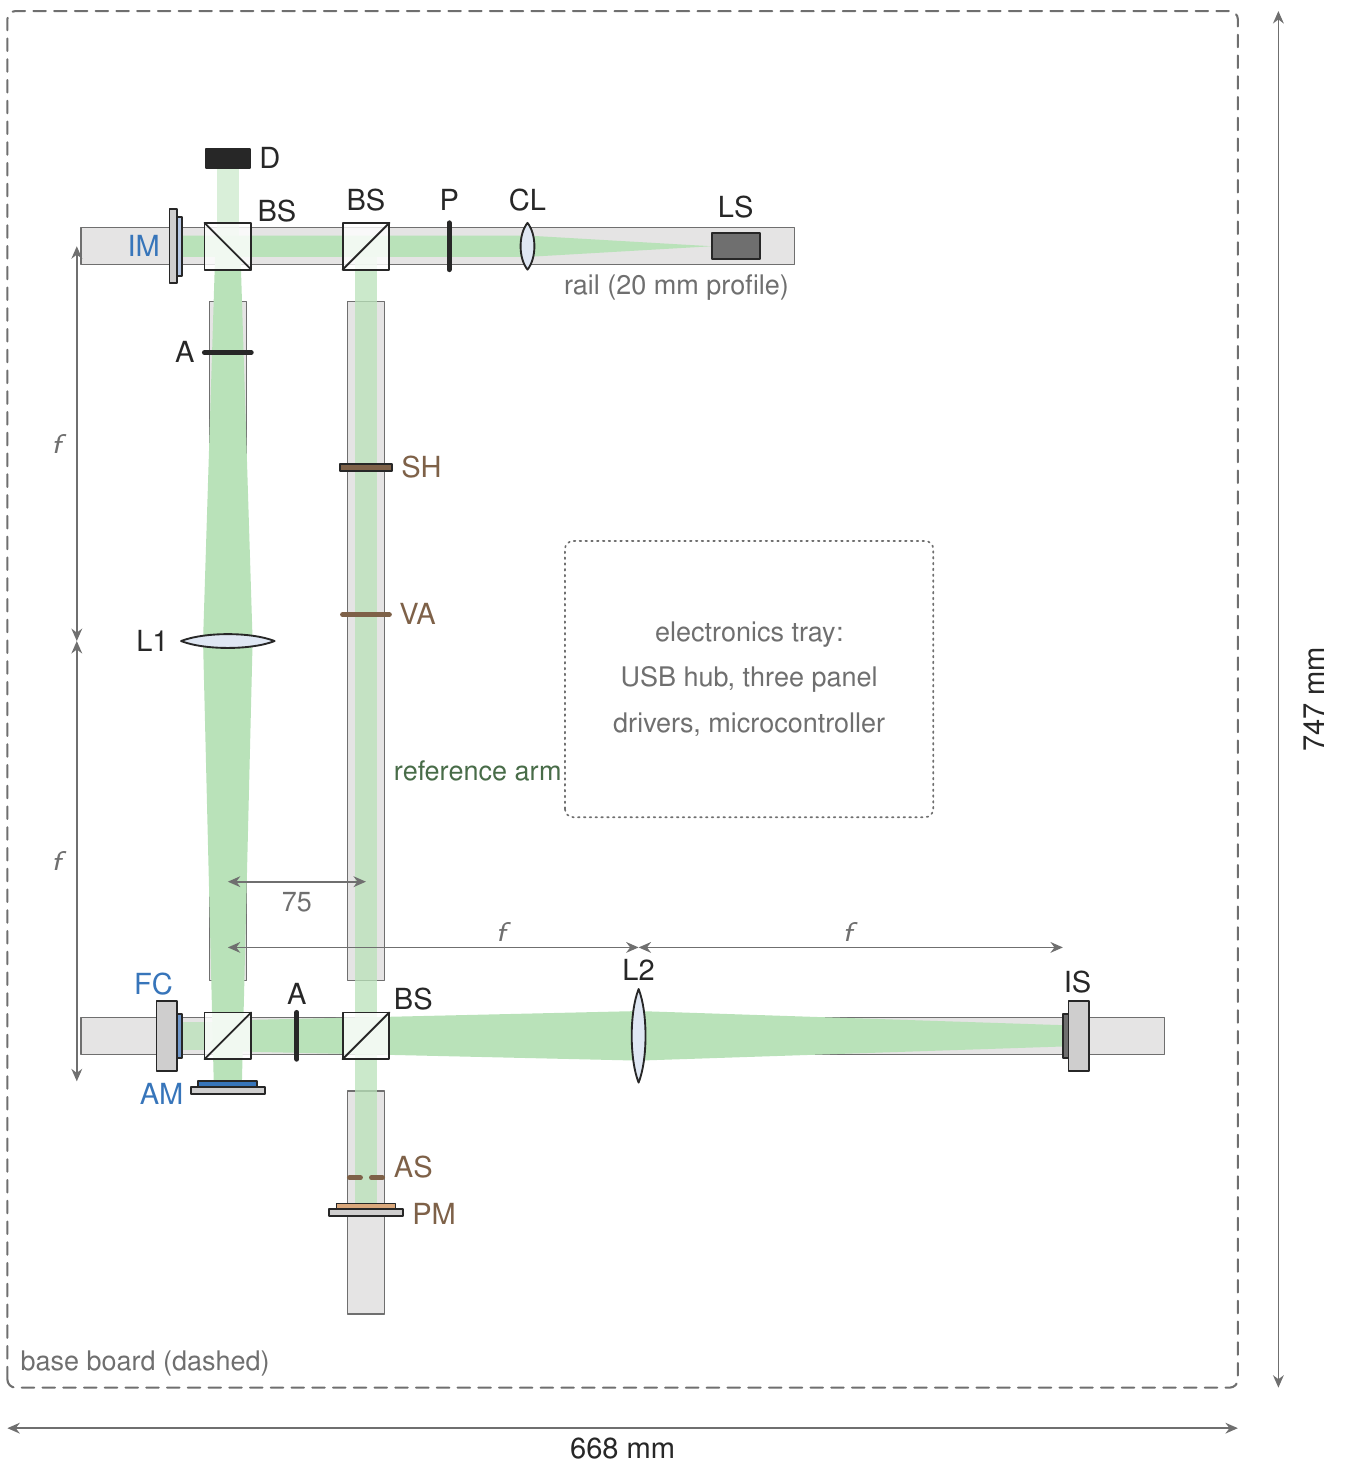 D
BS
BS
P
CL
LS
IM
rail (20 mm profile)
A
f
SH
VA
L1
electronics tray:
USB hub, three panel
drivers, microcontroller
747 mm
reference arm
f
75
f
f
FC
A
BS
L2
IS
AM
AS
PM
base board (dashed)
668 mm